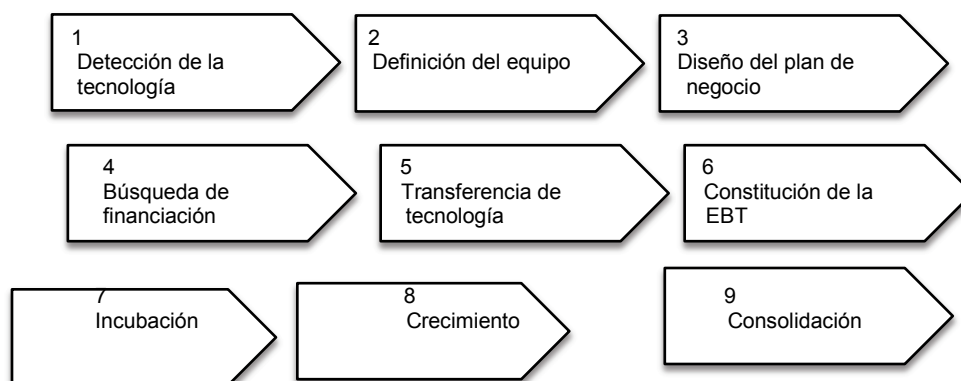 1
Detección de la
tecnología
2
Definición del equipo
3
Diseño del plan de
negocio
4
Búsqueda de
financiación
5
Transferencia de
tecnología
6
Constitución de la
EBT
7
Incubación
8
Crecimiento
9
Consolidación